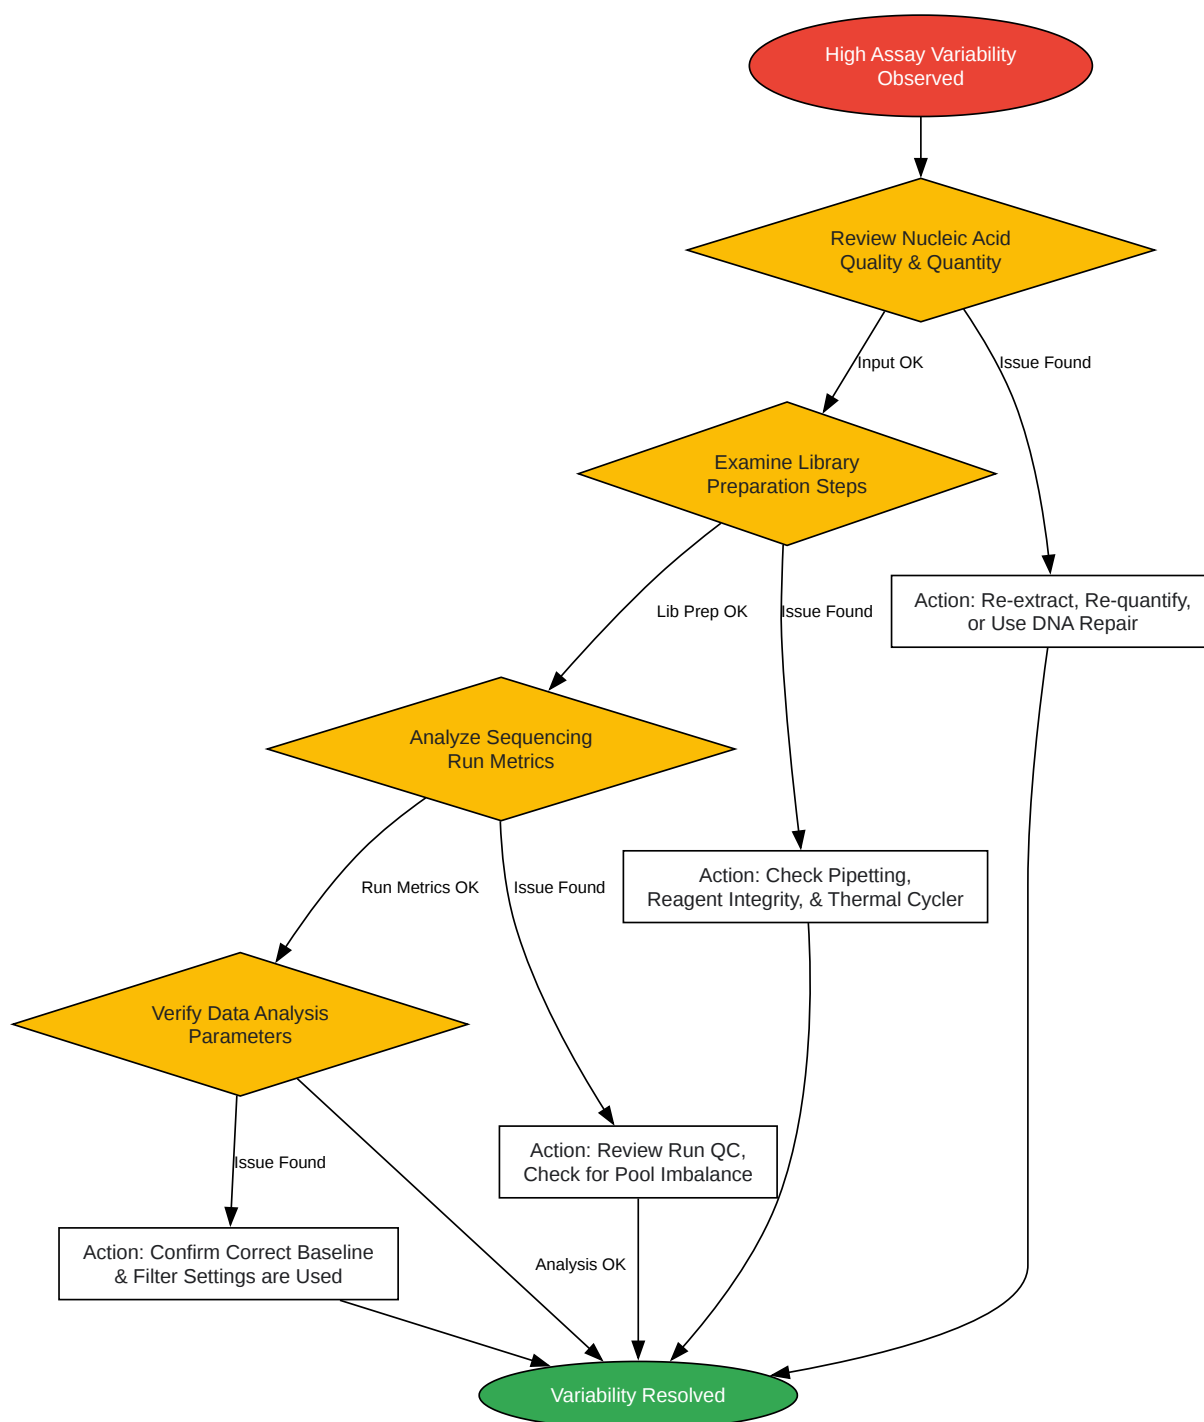 High Assay Variability
Observed
Review Nucleic Acid
Quality & Quantity
Input OK
Issue Found
Examine Library
Preparation Steps
Action: Re-extract, Re-quantify,
or Use DNA Repair
Lib Prep OK
Issue Found
Analyze Sequencing
Run Metrics
Action: Check Pipetting,
Reagent Integrity, & Thermal Cycler
Run Metrics OK
Issue Found
Verify Data Analysis
Parameters
Action: Review Run QC,
Check for Pool Imbalance
Issue Found
Action: Confirm Correct Baseline
& Filter Settings are Used
Analysis OK
Variability Resolved